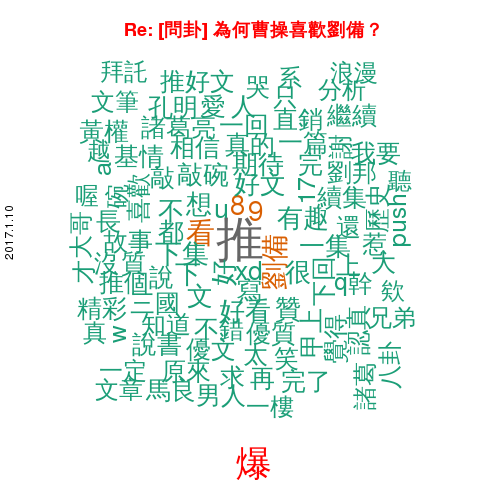 Re: [問卦] 為何曹操喜歡劉備？
2017.1.10
拜託
推好文
哭
系
浪漫
文筆
孔明
愛
人
占
公
分析
黃權
諸葛亮
一回
直銷
繼續
越
基情
相信
真的
一篇
謝
我要
a
敲
敲碗
期待
完
劉邦
聽
喔
碗
喜歡
不
想
u
8
9
好文
17
續集
歷史
push
才大哥
長
故事
都
看
推
有趣
還
惹
沒
質
下集
一集
推個
說
下
好
xd
寫
劉備
很
下回
上
q
幹
大
欸
精彩
三國
文
好看
贊
真
w
知道
不錯
優質
甲
上
覺得
認真
兄弟
說書
優文
太
笑
一定
原來
求
再
完了
諸葛
八卦
文章
馬良
男人
一樓
爆